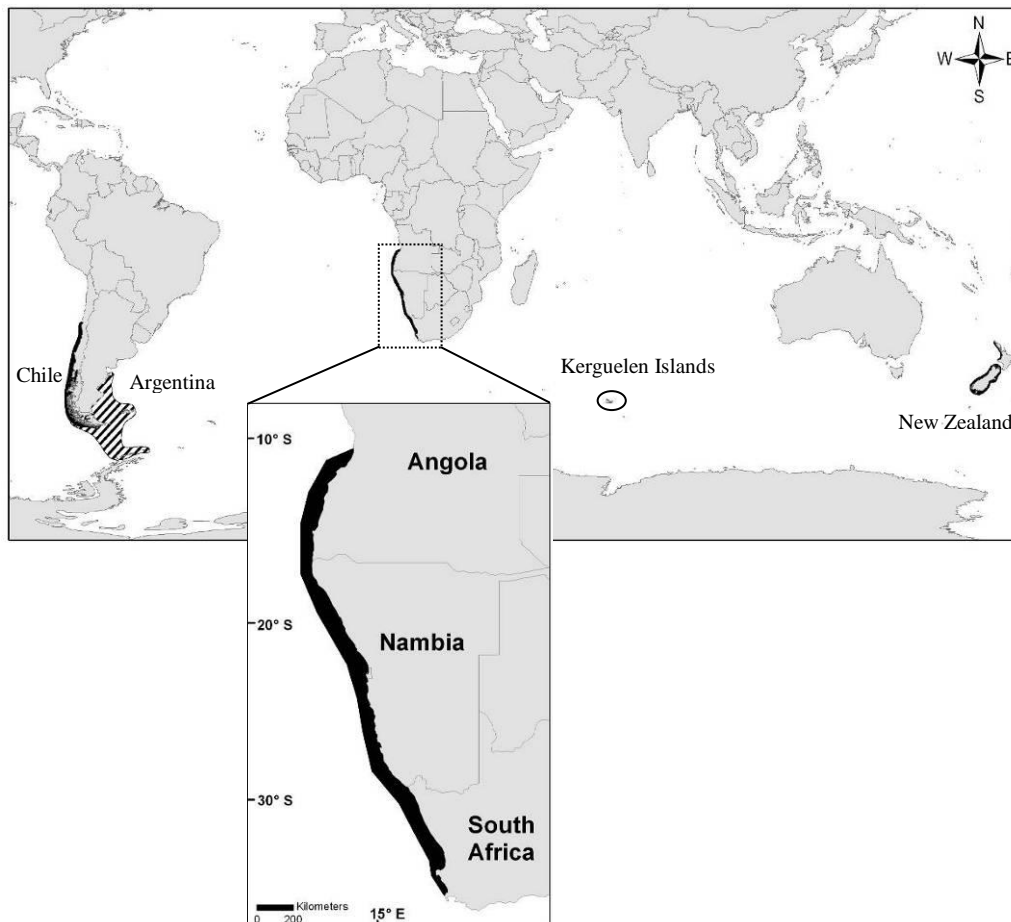 N
W E
S
Chile
Argentina
Kerguelen Islands
New Zealand
10° S
Angola
20° S
Nambia
30° S
South
Africa
Kilometers
0 200
15° E